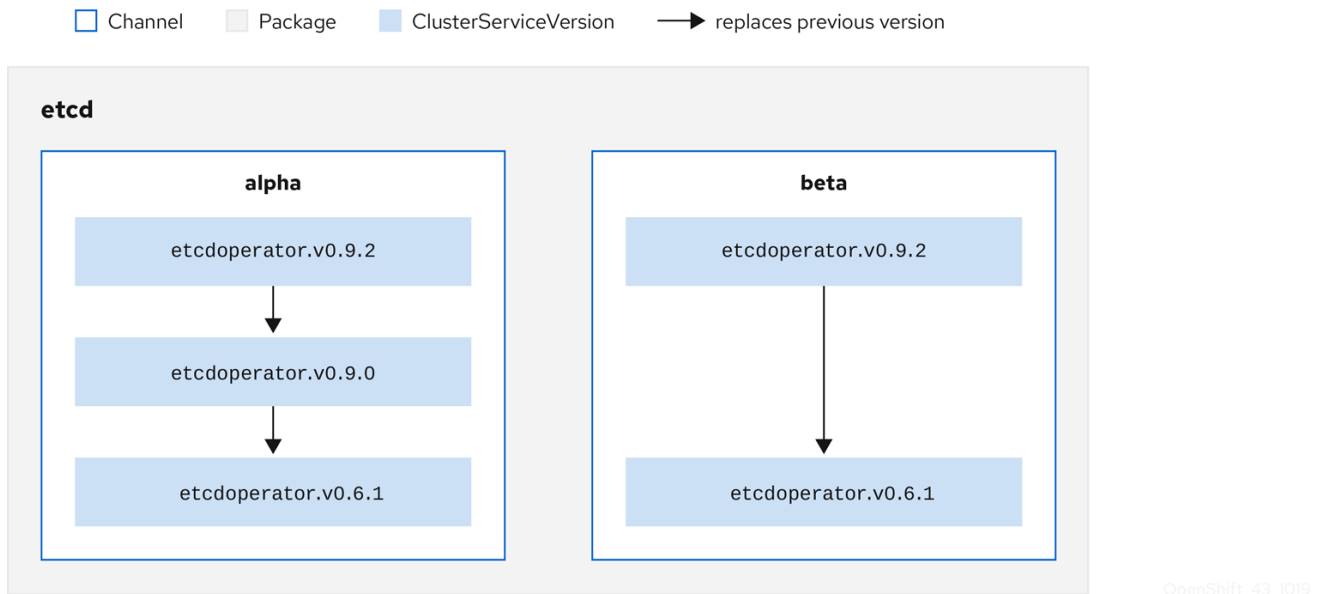 Channel Package ClusterServiceVersion replaces previous version
etcd
alpha
etcdoperator.v0.9.2
etcdoperator.v0.9.0
etcdoperator.v0.6.1
beta
etcdoperator.v0.9.2
etcdoperator.v0.6.1
OpenShift_43_1019